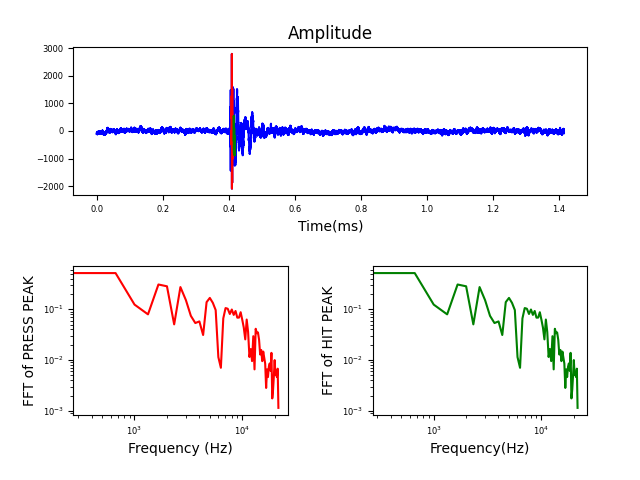 Amplitude
3000
2000
1000
0
−1000
−2000
0.0 0.2 0.4 0.6 0.8 1.0 1.2 1.4
Time(ms)
FFT of PRESS PEAK
10⁻¹
10⁻²
10⁻³
10³ 10⁴
Frequency (Hz)
FFT of HIT PEAK
10⁻¹
10⁻²
10⁻³
10³ 10⁴
Frequency(Hz)